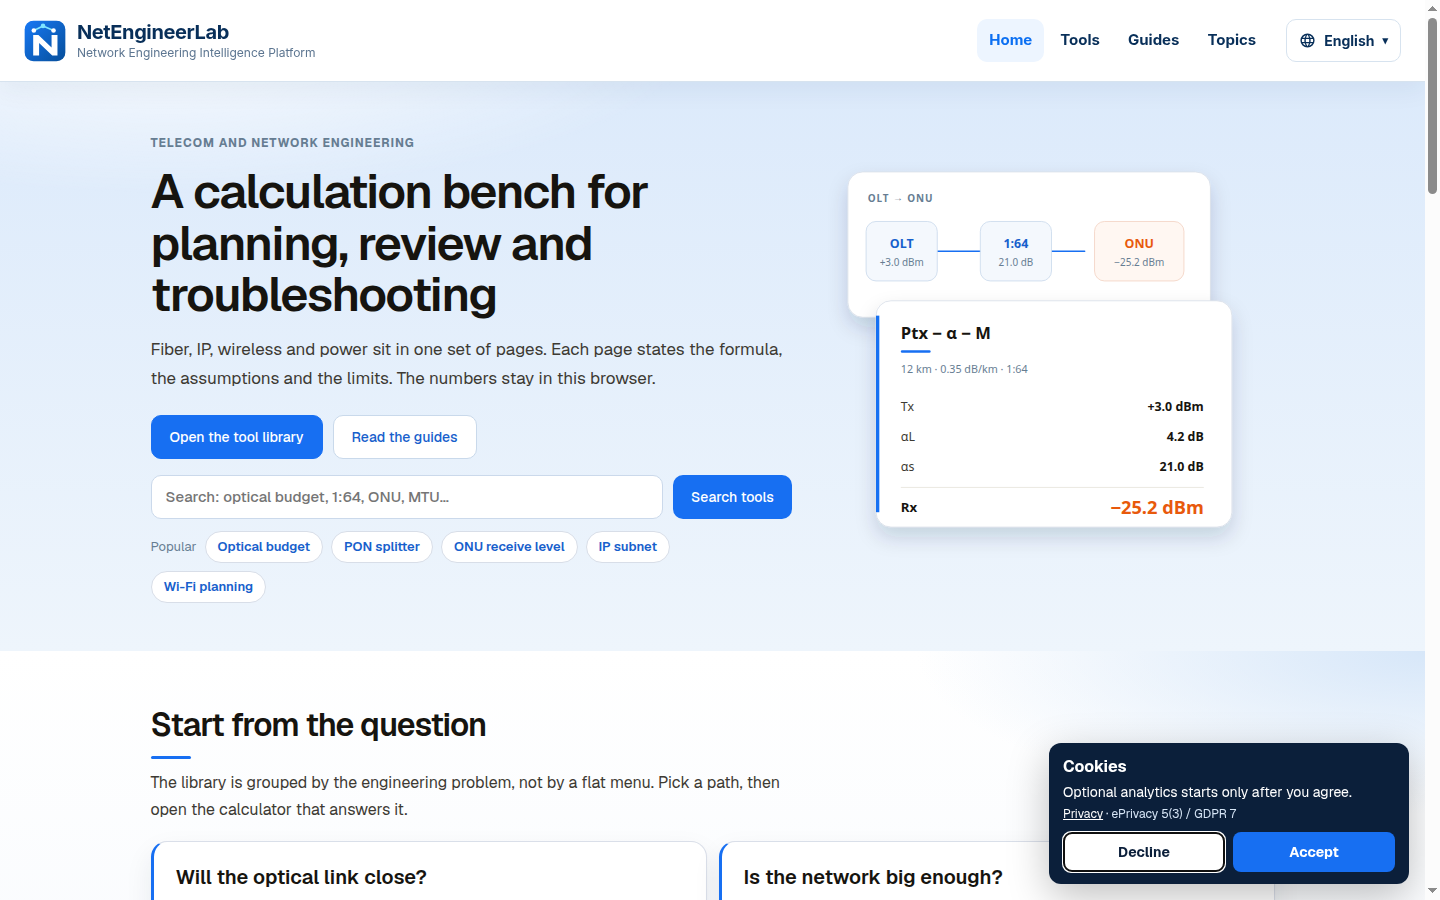 NetEngineerLab
Network Engineering Intelligence Platform
Home
Tools
Guides
Topics
English ▾
TELECOM AND NETWORK ENGINEERING
A calculation bench for
planning, review and
troubleshooting
Fiber, IP, wireless and power sit in one set of pages. Each page states the formula,
the assumptions and the limits. The numbers stay in this browser.
Open the tool library
Read the guides
Search: optical budget, 1:64, ONU, MTU...
Search tools
Popular
Optical budget
PON splitter
ONU receive level
IP subnet
Wi-Fi planning
OLT → ONU
OLT
+3.0 dBm
1:64
21.0 dB
ONU
−25.2 dBm
Ptx − α − M
12 km · 0.35 dB/km · 1:64
Tx +3.0 dBm
αL 4.2 dB
αs 21.0 dB
Rx −25.2 dBm
Start from the question
The library is grouped by the engineering problem, not by a flat menu. Pick a path, then
open the calculator that answers it.
Will the optical link close?
Is the network big enough?
Cookies
Optional analytics starts only after you agree.
Privacy · ePrivacy 5(3) / GDPR 7
Decline
Accept